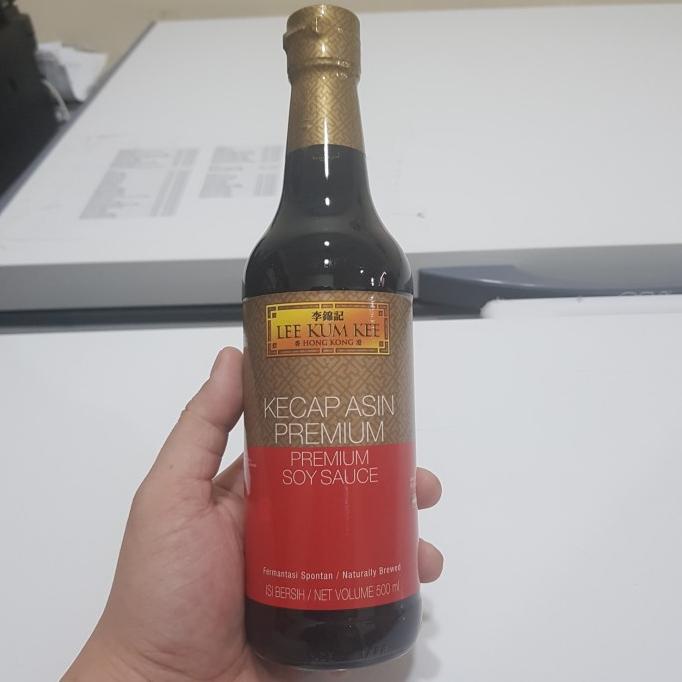 李錦記
LEE KUM KEE
香 HONG KONG 港
KECAP ASIN
PREMIUM
PREMIUM
SOY SAUCE
Fermantasi Spontan / Naturally Brewed
ISI BERSIH / NET VOLUME 500 ml